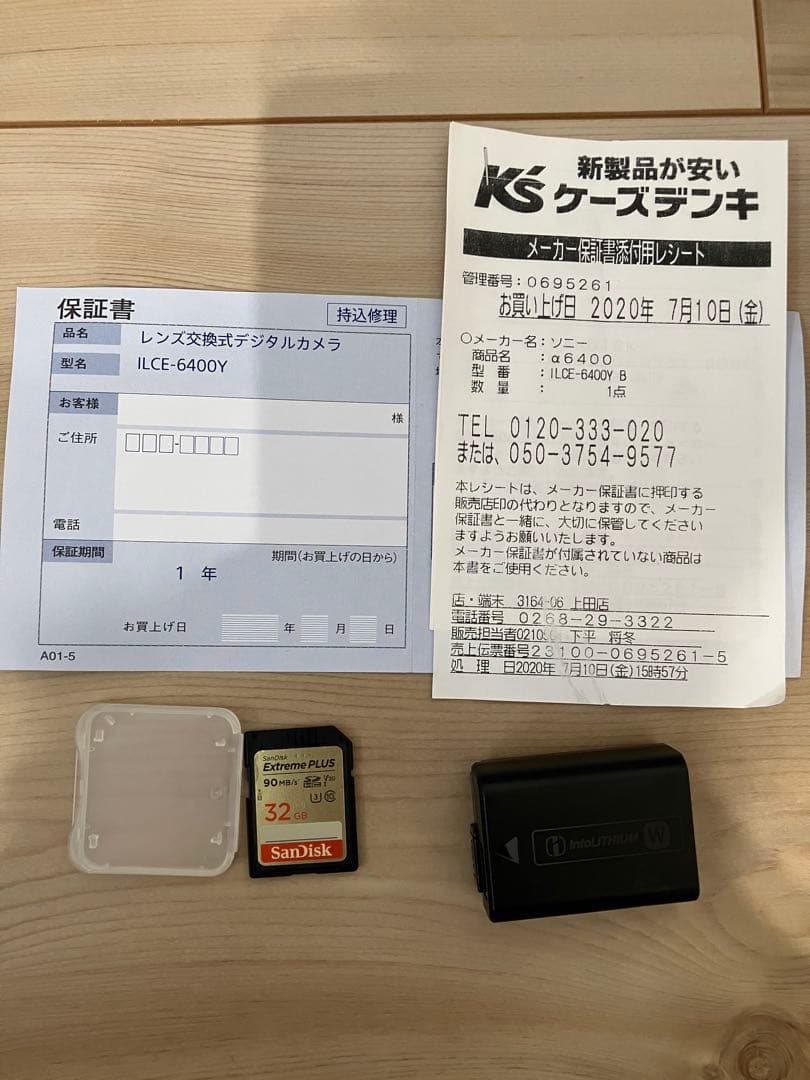 保証書
持込修理
品名
レンズ交換式デジタルカメラ
型名
ILCE-6400Y
お客様
様
ご住所
電話
保証期間
期間(お買上げの日から)
1 年
お買上げ日 年 月 日
A01-5
K's 新製品が安い
ケーズデンキ
メーカー保証書添付用レシート
管理番号:0695261
お買い上げ日 2020年 7月10日(金)
○メーカー名:ソニー
商品名 :α6400
型 番 :ILCE-6400Y B
数 量 : 1点
TEL 0120-333-020
または、050-3754-9577
本レシートは、メーカー保証書に押印する
販売店印の代わりとなりますので、メーカー
保証書と一緒に、大切に保管してください
ますようお願いいたします。
メーカー保証書が付属されていない商品は
本書をご使用ください。
店・端末 3164-06 上田店
電話番号 0268-29-3322
販売担当者 下平 将冬
売上伝票番号23100-0695261-5
処 理 日2020年 7月10日(金)15時57分
SanDisk
Extreme PLUS
90 MB/s
SDHC I V30
U3 10
32 GB
SanDisk
InfoLITHIUM W